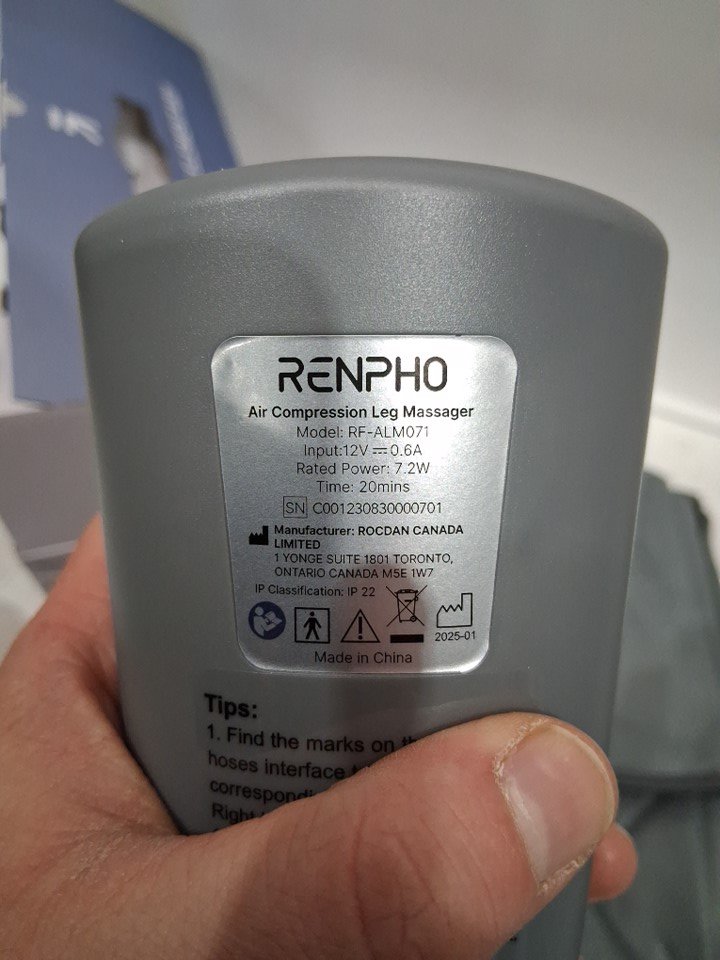 RENPHO
Air Compression Leg Massager
Model: RF-ALM071
Input:12V ⎓ 0.6A
Rated Power: 7.2W
Time: 20mins
SN C001230830000701
Manufacturer: ROCDAN CANADA
LIMITED
1 YONGE SUITE 1801 TORONTO,
ONTARIO CANADA M5E 1W7
IP Classification: IP 22
2025-01
Made in China
Tips:
1. Find the marks on
hoses interface
Right